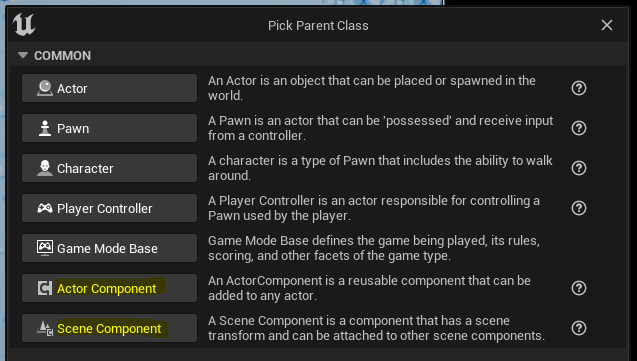 Pick Parent Class
COMMON
Actor
An Actor is an object that can be placed or spawned in the
world.
Pawn
A Pawn is an actor that can be 'possessed' and receive input
from a controller.
Character
A character is a type of Pawn that includes the ability to walk
around.
Player Controller
A Player Controller is an actor responsible for controlling a
Pawn used by the player.
Game Mode Base
Game Mode Base defines the game being played, its rules,
scoring, and other facets of the game type.
Actor Component
An ActorComponent is a reusable component that can be
added to any actor.
Scene Component
A Scene Component is a component that has a scene
transform and can be attached to other scene components.